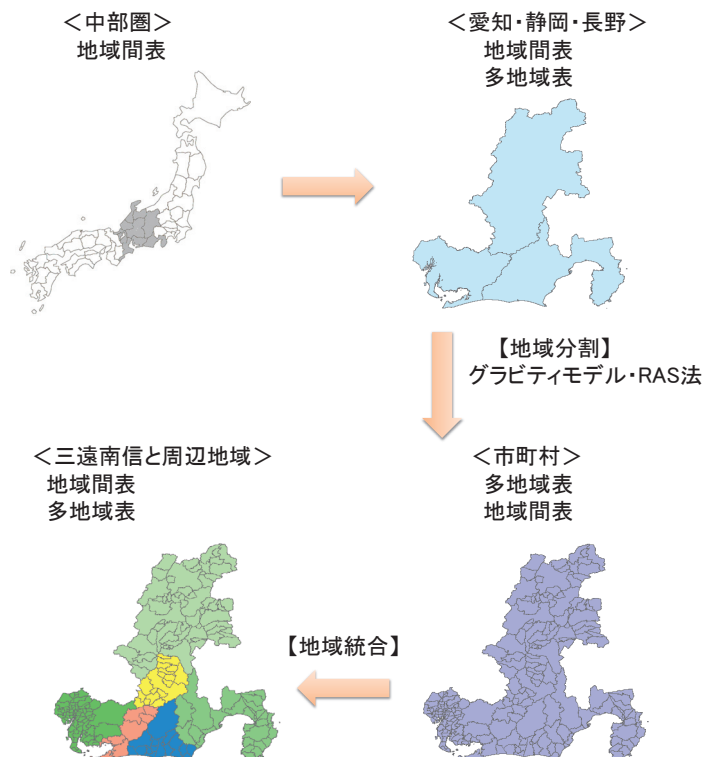 ＜中部圏＞
地域間表
＜愛知・静岡・長野＞
地域間表
多地域表
【地域分割】
グラビティモデル・RAS法
＜市町村＞
多地域表
地域間表
【地域統合】
＜三遠南信と周辺地域＞
地域間表
多地域表